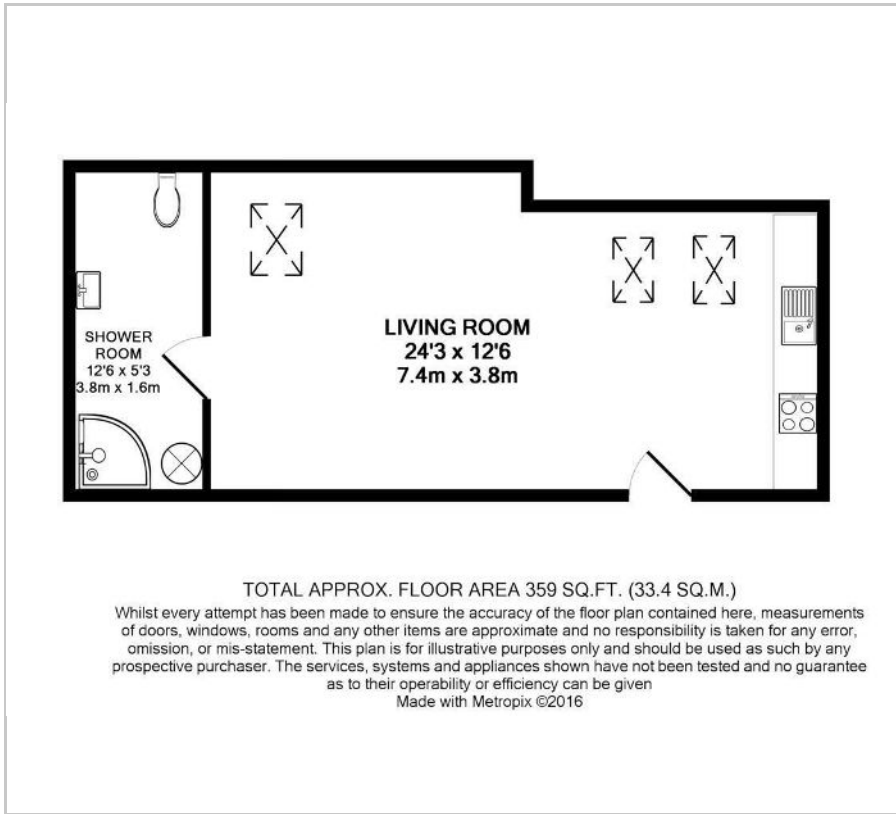 SHOWER
ROOM
12'6 x 5'3
3.8m x 1.6m
LIVING ROOM
24'3 x 12'6
7.4m x 3.8m
TOTAL APPROX. FLOOR AREA 359 SQ.FT. (33.4 SQ.M.)
Whilst every attempt has been made to ensure the accuracy of the floor plan contained here, measurements
of doors, windows, rooms and any other items are approximate and no responsibility is taken for any error,
omission, or mis-statement. This plan is for illustrative purposes only and should be used as such by any
prospective purchaser. The services, systems and appliances shown have not been tested and no guarantee
as to their operability or efficiency can be given
Made with Metropix ©2016